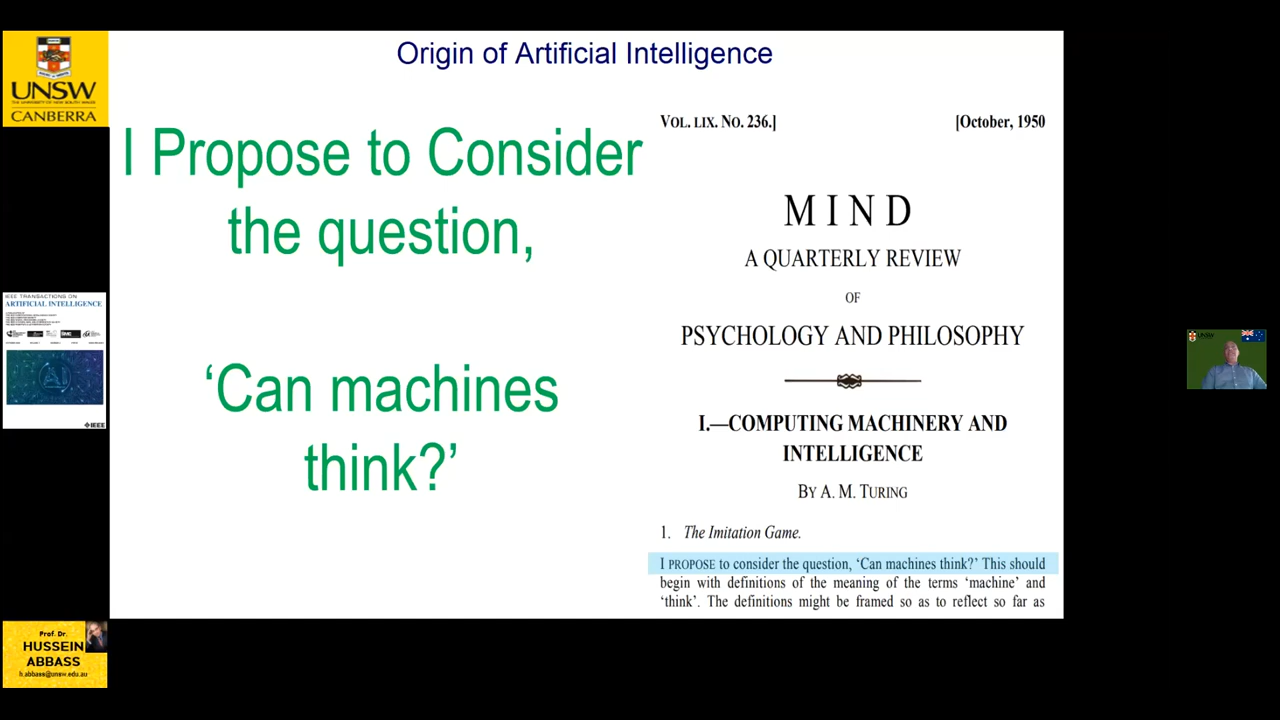 Origin of Artificial Intelligence
UNSW
CANBERRA
I Propose to Consider
the question,
‘Can machines
think?’
VOL. LIX. NO. 236.]
[October, 1950
MIND
A QUARTERLY REVIEW
OF
PSYCHOLOGY AND PHILOSOPHY
I.—COMPUTING MACHINERY AND
INTELLIGENCE
BY A. M. TURING
1. The Imitation Game.
I PROPOSE to consider the question, ‘Can machines think?’ This should
begin with definitions of the meaning of the terms ‘machine’ and
‘think’. The definitions might be framed so as to reflect so far as
IEEE TRANSACTIONS ON
ARTIFICIAL INTELLIGENCE
AI
IEEE
Prof. Dr.
HUSSEIN
ABBASS
h.abbass@unsw.edu.au
UNSW